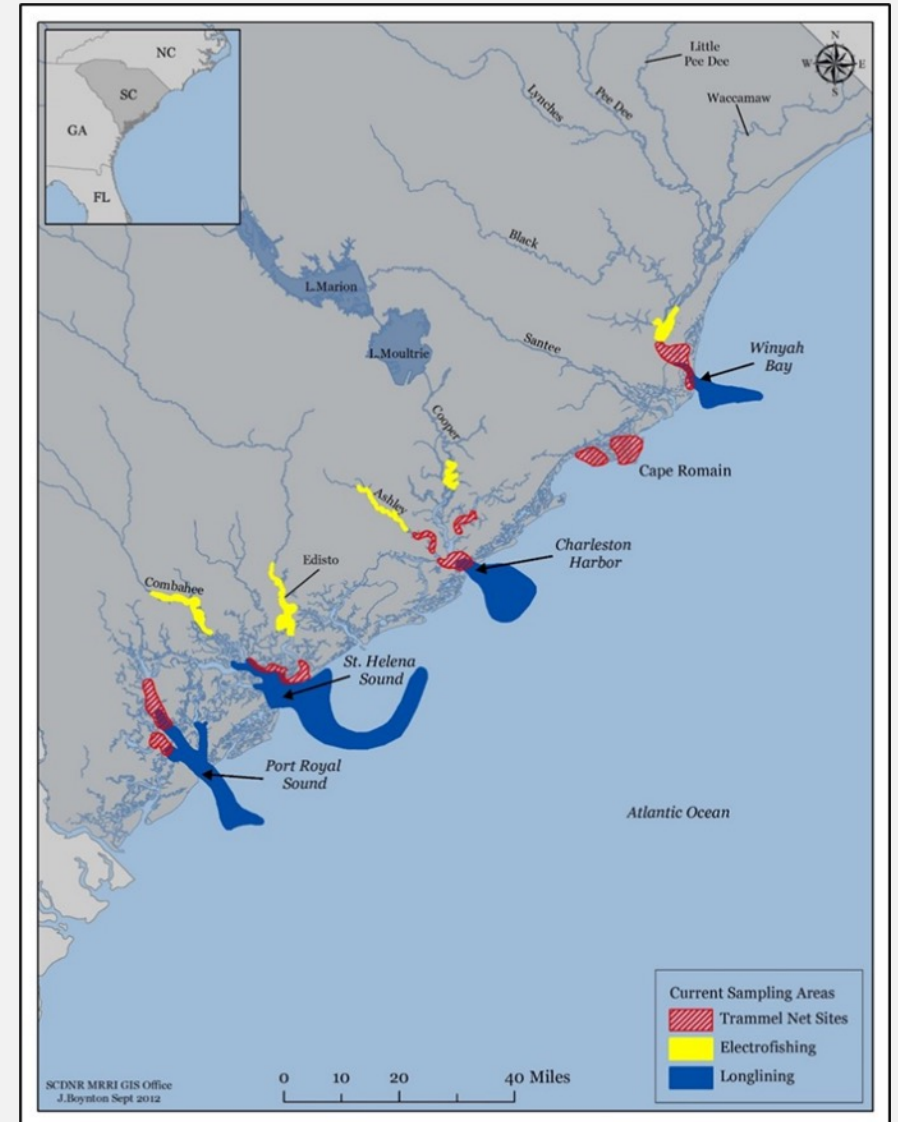 NC
SC
GA
FL
N
W E
S
Little
Pee Dee
Lynches
Pee Dee
Waccamaw
Black
L.Marion
L.Moultrie
Santee
Winyah
Bay
Cooper
Cape Romain
Ashley
Charleston
Harbor
Edisto
Combahee
St. Helena
Sound
Port Royal
Sound
Atlantic Ocean
Current Sampling Areas
Trammel Net Sites
Electrofishing
Longlining
0 10 20 40 Miles
SCDNR MRRI GIS Office
J.Boynton Sept 2012